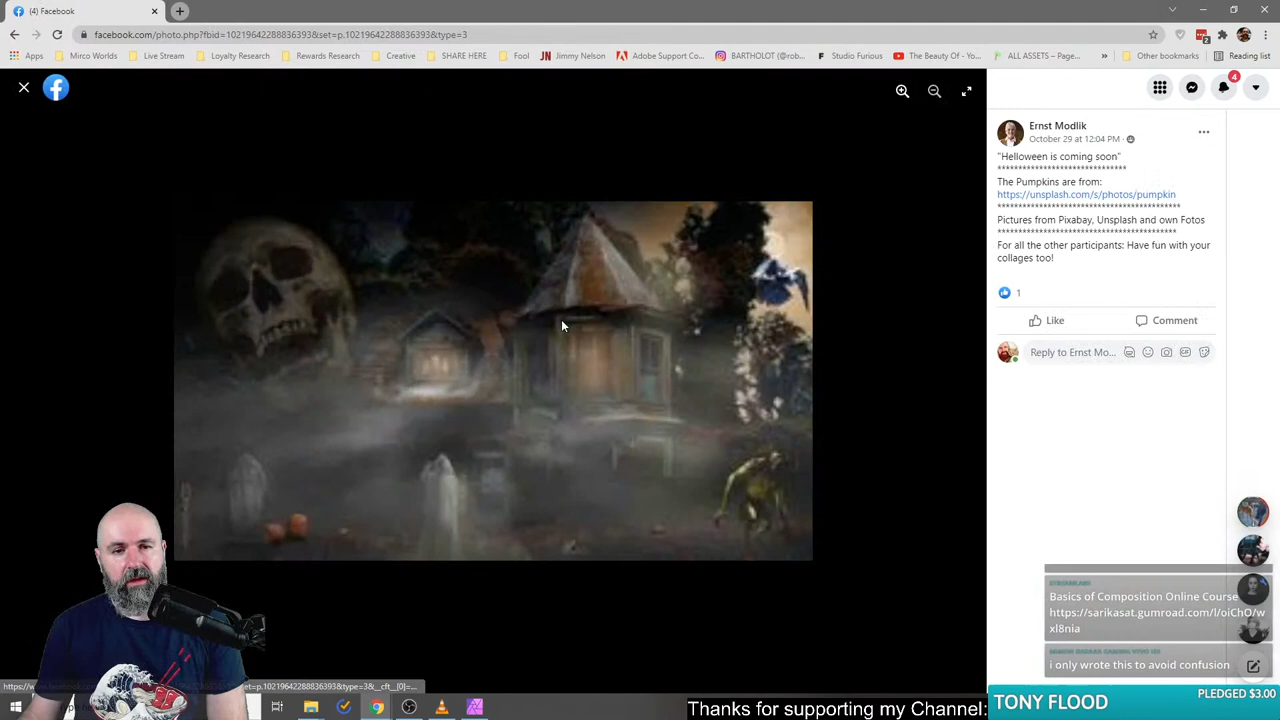 (4) Facebook
facebook.com/photo.php?fbid=10219642288836393&set=p.10219642288836393&type=3
Apps
Mirco Worlds
Live Stream
Loyalty Research
Rewards Research
Creative
SHARE HERE
Fool
JN Jimmy Nelson
Adobe Support Co...
BARTHOLOT (@rob...
F Studio Furious
The Beauty Of - Yo...
ALL ASSETS – Page...
»
Other bookmarks
Reading list
4
Ernst Modlik
October 29 at 12:04 PM
"Helloween is coming soon"
******************************
The Pumpkins are from:
https://unsplash.com/s/photos/pumpkin
*******************************************
Pictures from Pixabay, Unsplash and own Fotos
******************************************
For all the other participants: Have fun with your
collages too!
1
Like
Comment
Reply to Ernst Mo...
Basics of Composition Online Course
https://sarikasat.gumroad.com/l/oiChO/w
xl8nia
i only wrote this to avoid confusion
TONY FLOOD
PLEDGED $3.00
Thanks for supporting my Channel: